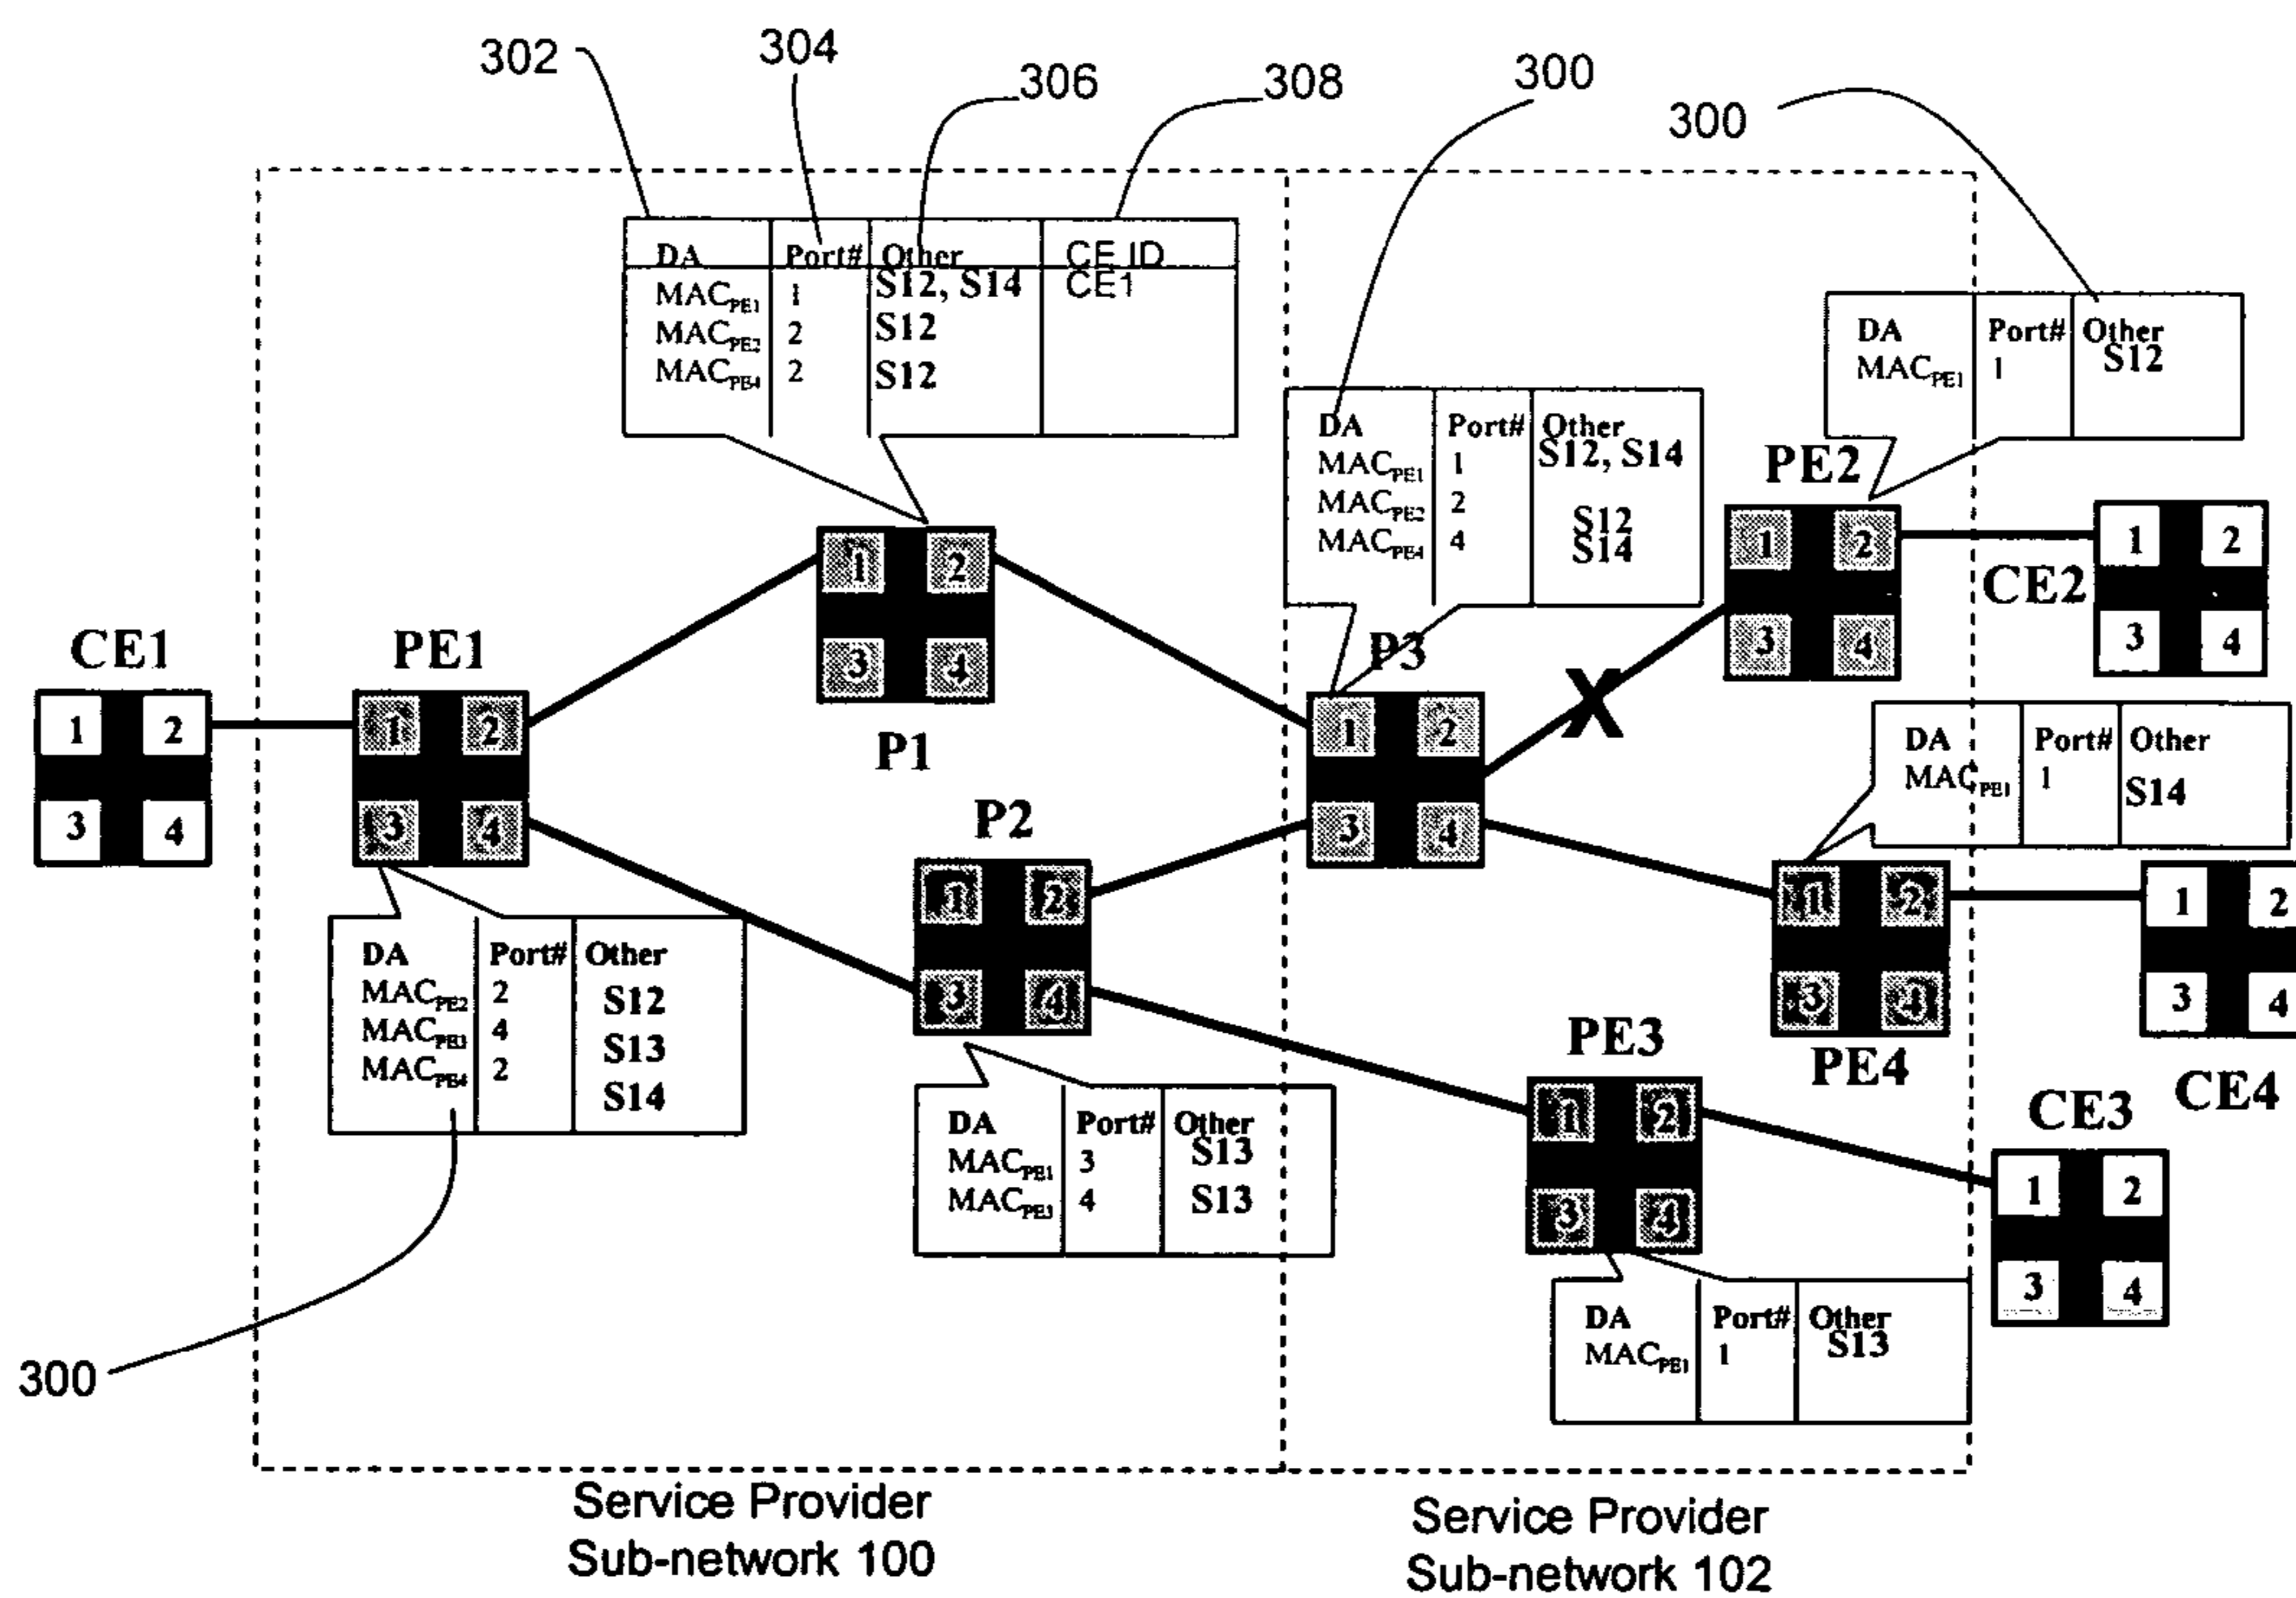 302
304
306
308
300
300
DA Port# Other CE ID
MACPE1 1 S12, S14 CE1
MACPE2 2 S12
MACPE4 2 S12
DA Port# Other
MACPE1 1 S12
DA Port# Other
MACPE1 1 S12, S14
MACPE2 2 S12
MACPE4 4 S14
PE2
1 2
3 4
1 2
3 4
CE2
1 2
3 4
P1
CE1
1 2
3 4
PE1
1 2
3 4
P3
1 2
3 4
X
DA Port# Other
MACPE1 1 S14
P2
1 2
3 4
1 2
3 4
PE4
1 2
3 4
CE4
DA Port# Other
MACPE2 2 S12
MACPE3 4 S13
MACPE4 2 S14
PE3
1 2
3 4
CE3
1 2
3 4
DA Port# Other
MACPE1 3 S13
MACPE3 4 S13
DA Port# Other
MACPE1 1 S13
300
Service Provider
Sub-network 100
Service Provider
Sub-network 102